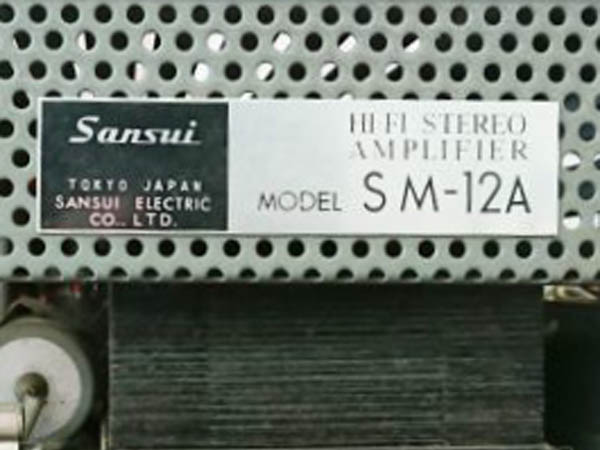 Sansui
TOKYO JAPAN
SANSUI ELECTRIC
CO., LTD.
HI FI STEREO
AMPLIFIER
MODEL SM-12A